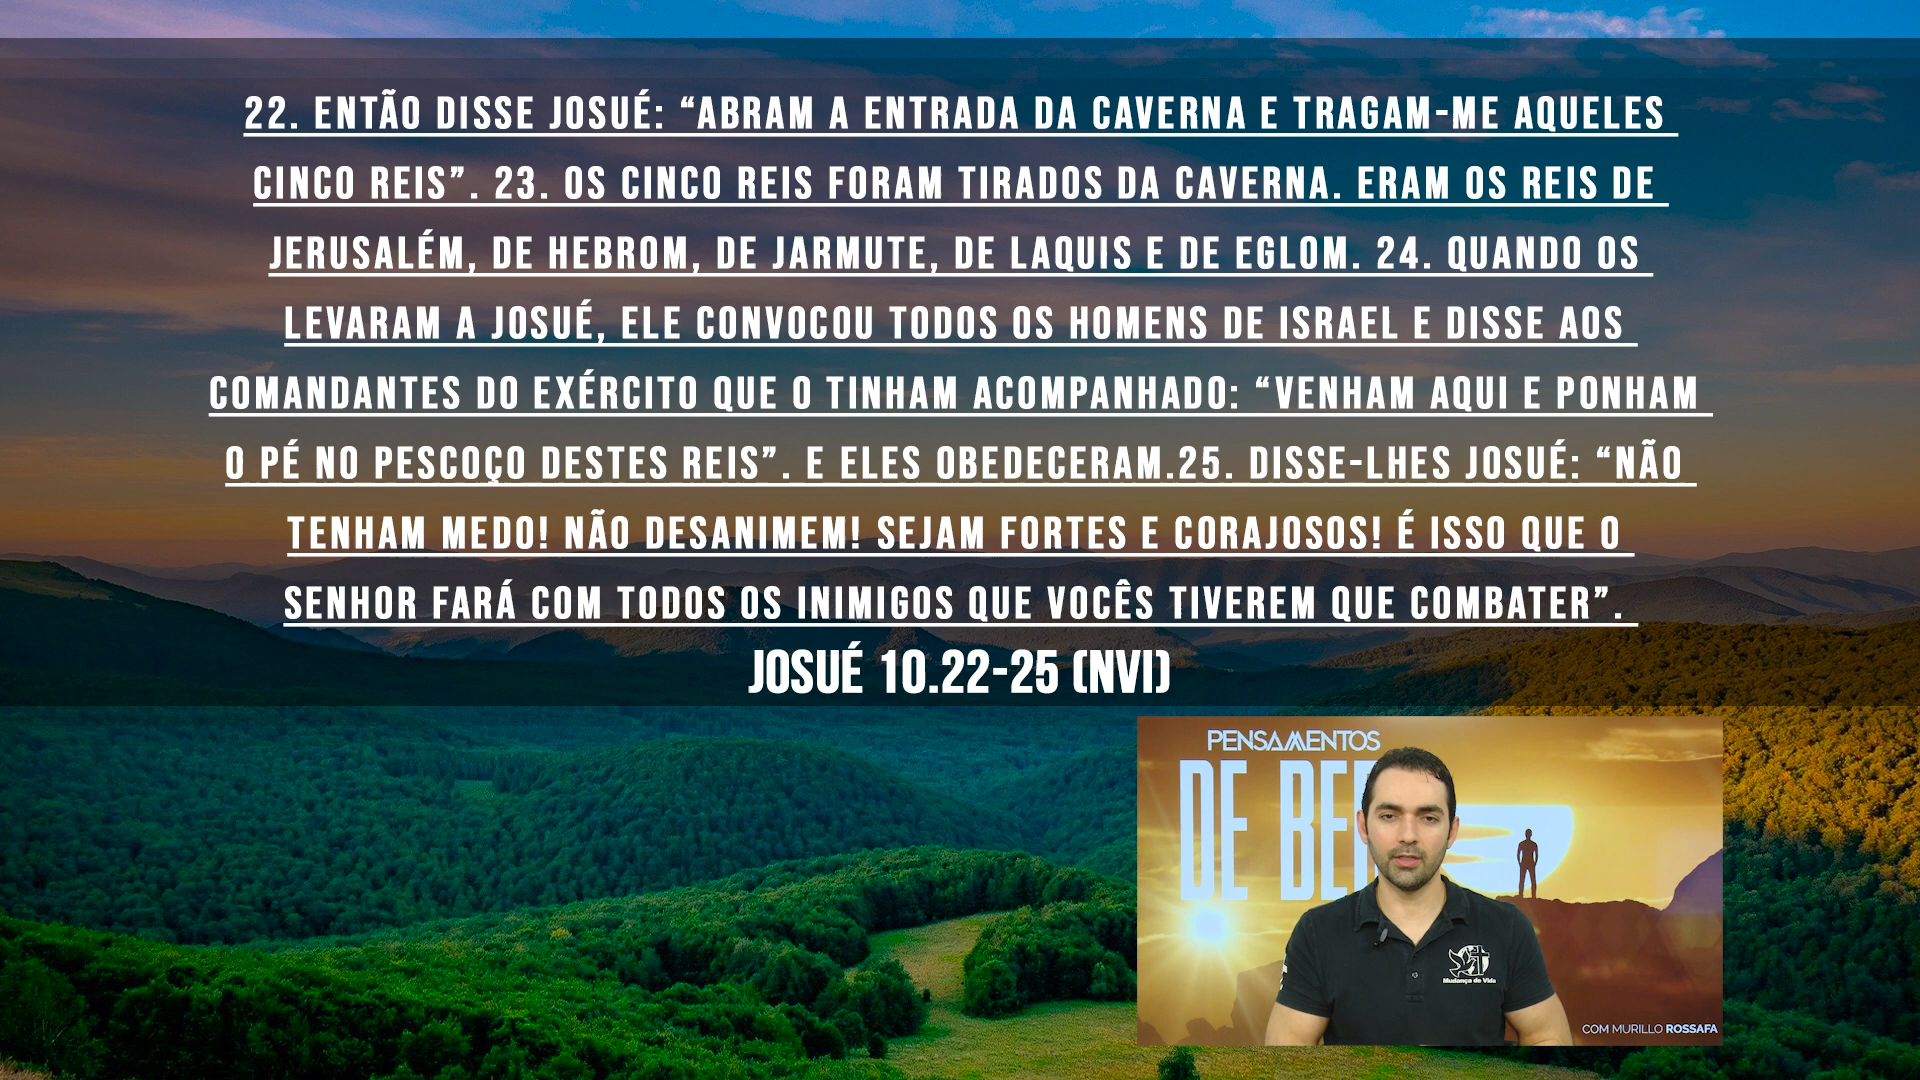 22. ENTÃO DISSE JOSUÉ: “ABRAM A ENTRADA DA CAVERNA E TRAGAM-ME AQUELES
CINCO REIS”. 23. OS CINCO REIS FORAM TIRADOS DA CAVERNA. ERAM OS REIS DE
JERUSALÉM, DE HEBROM, DE JARMUTE, DE LAQUIS E DE EGLOM. 24. QUANDO OS
LEVARAM A JOSUÉ, ELE CONVOCOU TODOS OS HOMENS DE ISRAEL E DISSE AOS
COMANDANTES DO EXÉRCITO QUE O TINHAM ACOMPANHADO: “VENHAM AQUI E PONHAM
O PÉ NO PESCOÇO DESTES REIS”. E ELES OBEDECERAM.25. DISSE-LHES JOSUÉ: “NÃO
TENHAM MEDO! NÃO DESANIMEM! SEJAM FORTES E CORAJOSOS! É ISSO QUE O
SENHOR FARÁ COM TODOS OS INIMIGOS QUE VOCÊS TIVEREM QUE COMBATER”.
JOSUÉ 10.22-25 (NVI)
PENSAMENTOS
DE
Mudança de Vida
COM MURILLO ROSSAFA